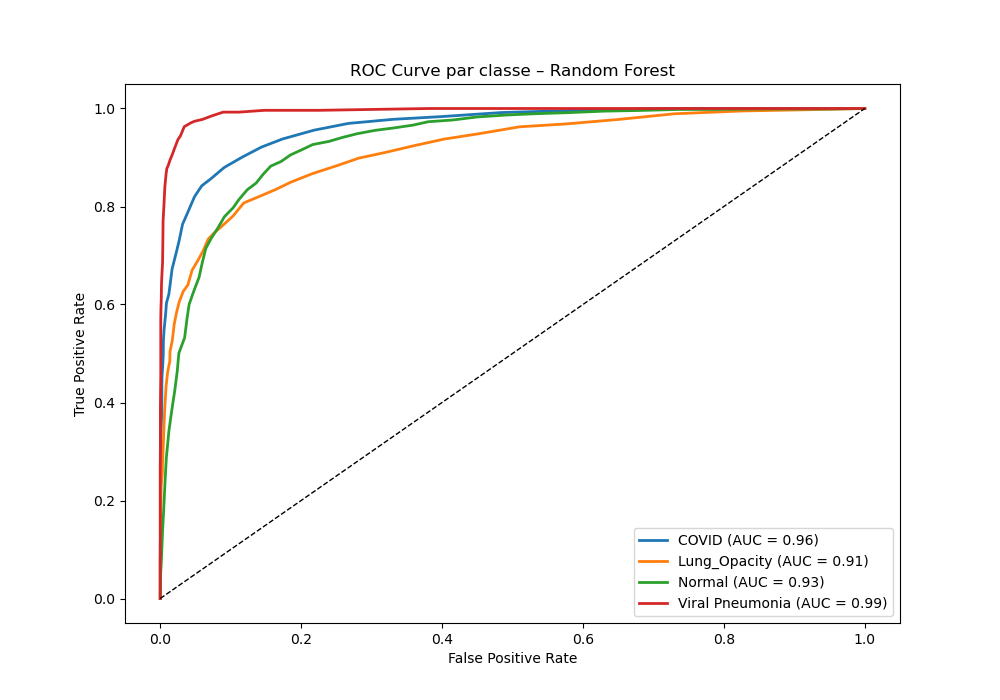 ROC Curve par classe – Random Forest
True Positive Rate
1.0
0.8
0.6
0.4
0.2
0.0
0.0 0.2 0.4 0.6 0.8 1.0
False Positive Rate
COVID (AUC = 0.96)
Lung_Opacity (AUC = 0.91)
Normal (AUC = 0.93)
Viral Pneumonia (AUC = 0.99)